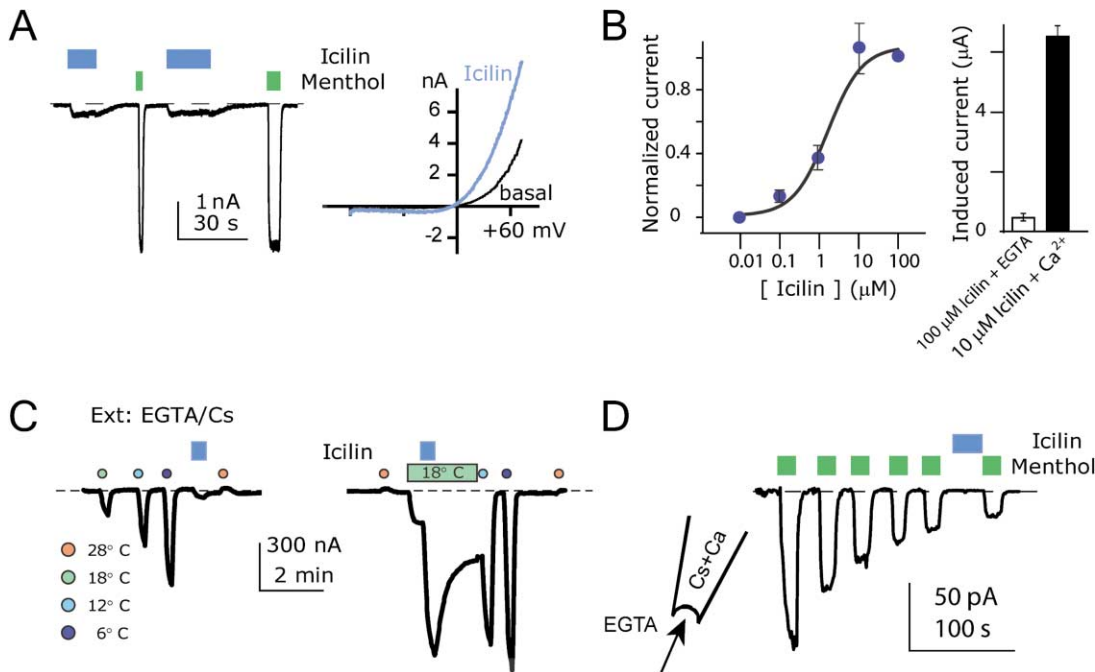 A
Icilin
Menthol
1 nA
30 s
nA
Icilin
6
4
2
basal
-2
+60 mV
B
Normalized current
0.8
0.4
0
0.01 0.1 1 10 100
[ Icilin ] (μM)
Induced current (μA)
4
0
100 μM Icilin + EGTA
10 μM Icilin + Ca²⁺
C
Ext: EGTA/Cs
Icilin
18° C
28° C
18° C
12° C
6° C
300 nA
2 min
D
Icilin
Menthol
Cs+Ca
EGTA
50 pA
100 s